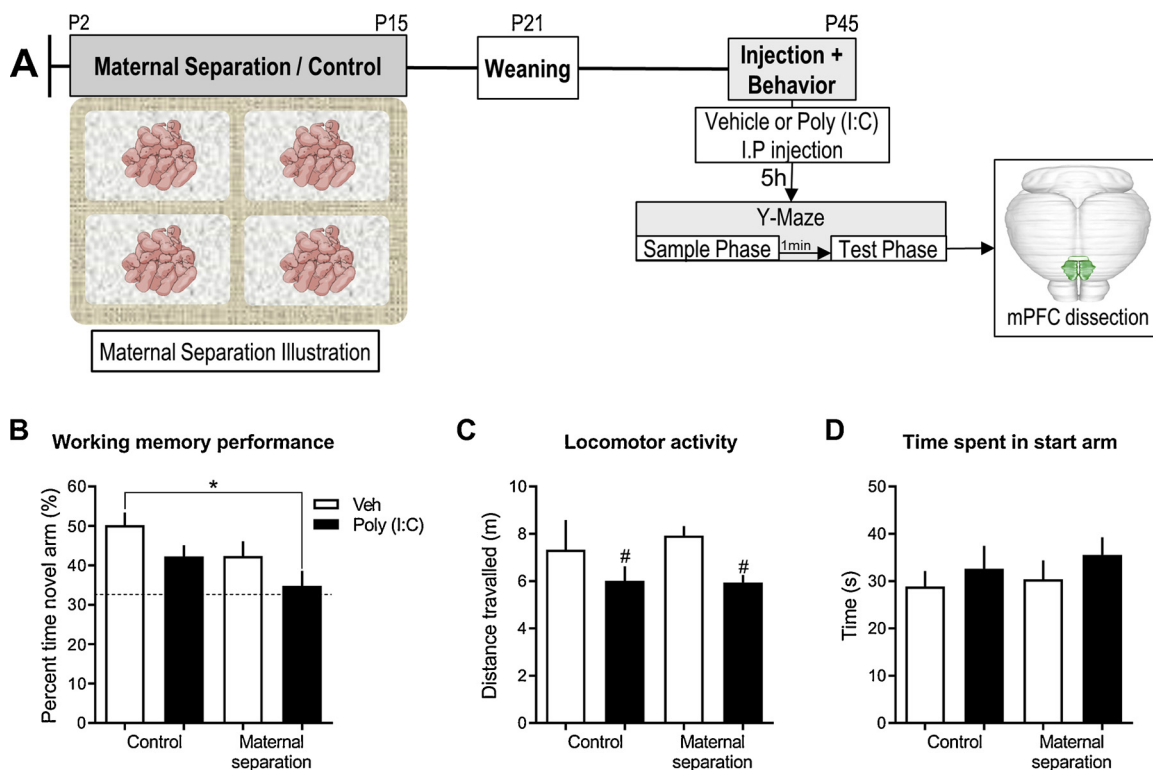 A
P2
P15
P21
P45
Maternal Separation / Control
Weaning
Injection +
Behavior
Vehicle or Poly (I:C)
I.P injection
5h
Y-Maze
Sample Phase
1min
Test Phase
mPFC dissection
Maternal Separation Illustration
B
Working memory performance
Percent time novel arm (%)
60
50
40
30
20
10
0
*
Veh
Poly (I:C)
Control
Maternal
separation
C
Locomotor activity
Distance travalled (m)
10
8
6
4
2
0
#
#
Control
Maternal
separation
D
Time spent in start arm
Time (s)
50
40
30
20
10
0
Control
Maternal
separation